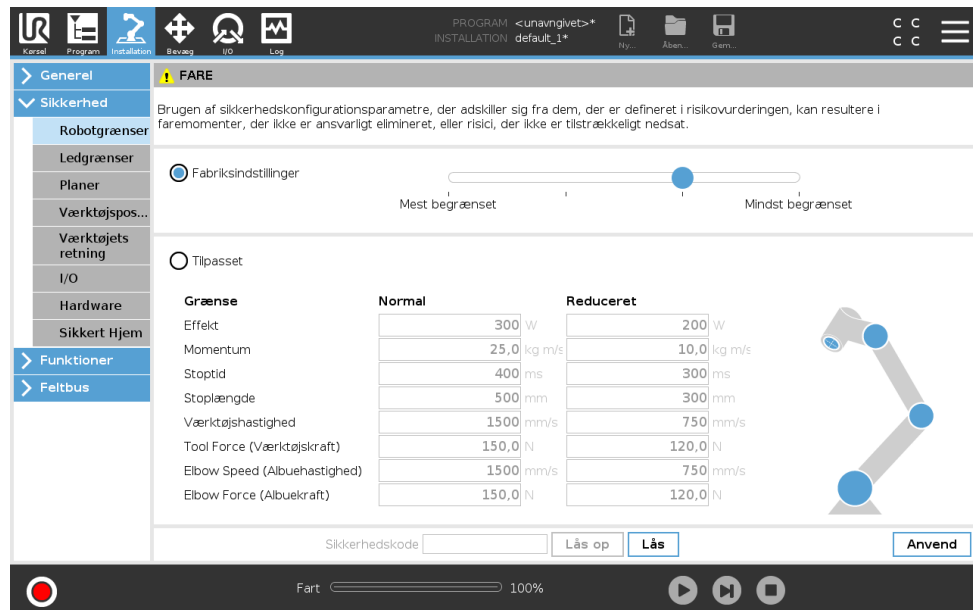 PROGRAM <unavngivet>*
INSTALLATION default_1*
C C
C C
Kørsel Program Installation Bevæg I/O Log Ny... Åben... Gem...
Generel
Sikkerhed
Robotgrænser
Ledgrænser
Planer
Værktøjspos...
Værktøjets
retning
I/O
Hardware
Sikkert Hjem
Funktioner
Feltbus
FARE
Brugen af sikkerhedskonfigurationsparametre, der adskiller sig fra dem, der er defineret i risikovurderingen, kan resultere i
faremomenter, der ikke er ansvarligt elimineret, eller risici, der ikke er tilstrækkeligt nedsat.
Fabriksindstillinger
Mest begrænset Mindst begrænset
Tilpasset
Grænse Normal Reduceret
Effekt 300 W 200 W
Momentum 25,0 kg m/s 10,0 kg m/s
Stoptid 400 ms 300 ms
Stoplængde 500 mm 300 mm
Værktøjshastighed 1500 mm/s 750 mm/s
Tool Force (Værktøjskraft) 150,0 N 120,0 N
Elbow Speed (Albuehastighed) 1500 mm/s 750 mm/s
Elbow Force (Albuekraft) 150,0 N 120,0 N
Sikkerhedskode Lås op Lås Anvend
Fart 100%